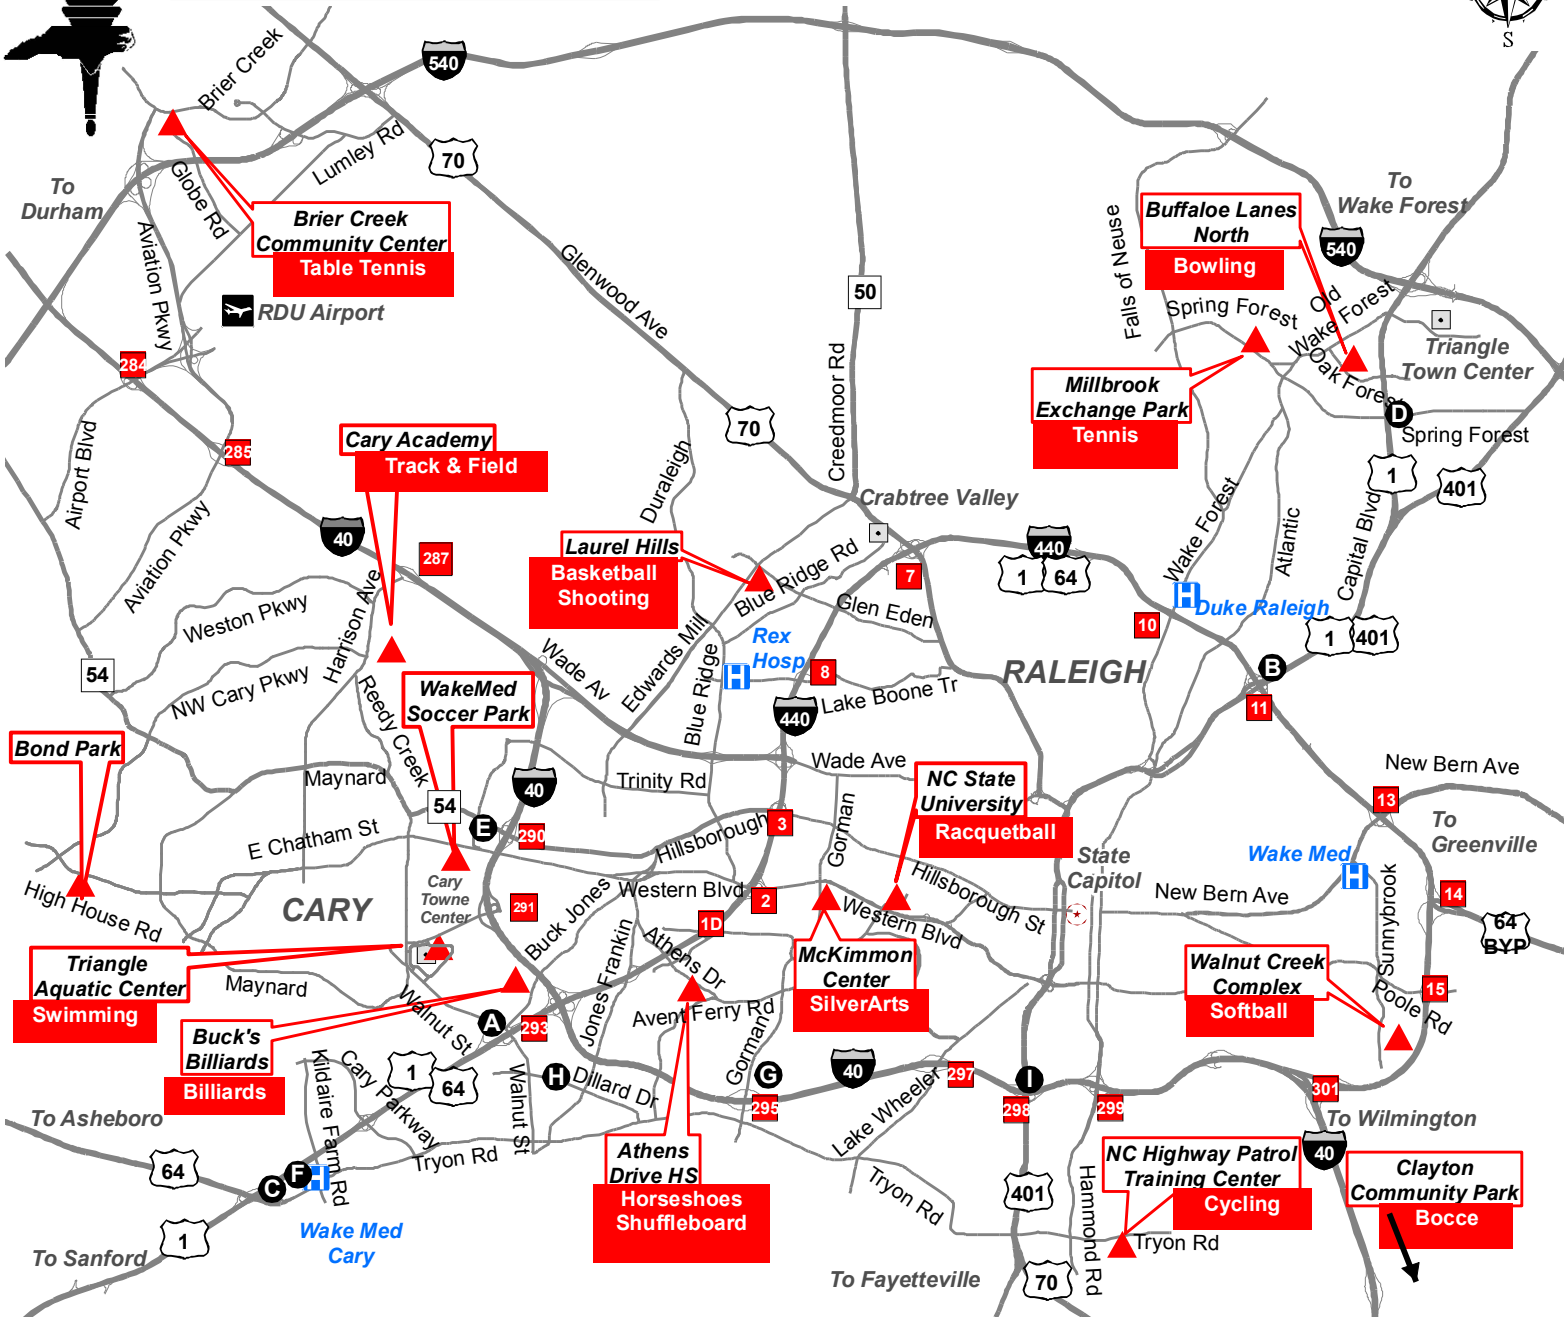 S
540
Brier Creek
70
Lumley Rd
To
Durham
Globe Rd
Brier Creek
Community Center
Table Tennis
Aviation Pkwy
RDU Airport
Glenwood Ave
50
Creedmoor Rd
To
Wake Forest
Buffaloe Lanes
North
Bowling
540
Falls of Neuse
Spring Forest
Old
Wake Forest
Oak Forest
Triangle
Town Center
Millbrook
Exchange Park
Tennis
D
Spring Forest
1
401
284
285
Airport Blvd
Aviation Pkwy
Cary Academy
Track & Field
70
Duraleigh
Crabtree Valley
40
287
Laurel Hills
Basketball
Shooting
Blue Ridge Rd
7
Glen Eden
440
1
64
Wake Forest
Atlantic
Capital Blvd
Duke Raleigh
10
1
401
B
11
Weston Pkwy
Harrison Ave
54
NW Cary Pkwy
Reedy Creek
Wade Av
Edwards Mill
Blue Ridge
Rex
Hosp
8
Lake Boone Tr
RALEIGH
440
WakeMed
Soccer Park
Bond Park
Maynard
54
40
Trinity Rd
Wade Ave
NC State
University
Racquetball
New Bern Ave
13
To
Greenville
E Chatham St
E
290
Hillsborough
3
Gorman
State
Capitol
Wake Med
High House Rd
CARY
Cary
Towne
Center
291
Buck Jones
Western Blvd
2
1D
Hillsborough St
Western Blvd
New Bern Ave
Sunnybrook
14
64
BYP
Triangle
Aquatic Center
Swimming
Maynard
Walnut St
Jones Frankin
Athens Dr
Avent Ferry Rd
McKimmon
Center
SilverArts
Walnut Creek
Complex
Softball
Poole Rd
15
Buck's
Billiards
Billiards
A
293
Kildaire Farm Rd
Cary Parkway
1
64
Walnut St
H
Dillard Dr
Gorman
G
295
40
Lake Wheeler
297
I
298
299
301
To Asheboro
64
C
F
Tryon Rd
Athens
Drive HS
Horseshoes
Shuffleboard
Tryon Rd
401
Hammond Rd
NC Highway Patrol
Training Center
Cycling
Tryon Rd
To Wilmington
40
Clayton
Community Park
Bocce
1
To Sanford
Wake Med
Cary
To Fayetteville
70